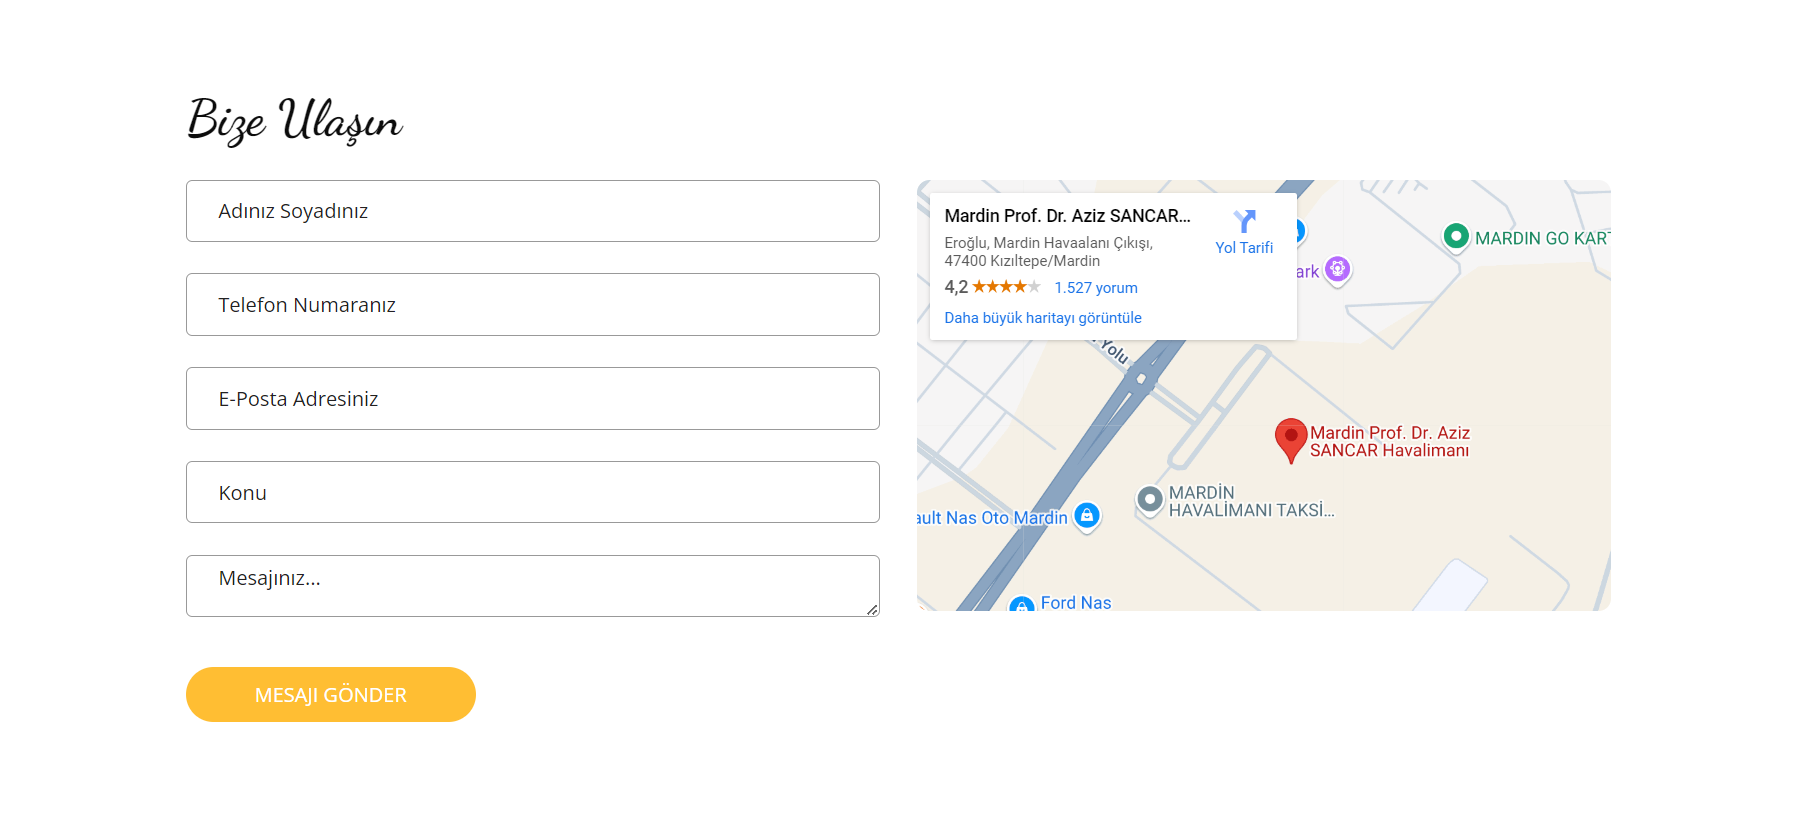 Bize Ulaşın
Adınız Soyadınız
Telefon Numaranız
E-Posta Adresiniz
Konu
Mesajınız...
MESAJI GÖNDER
Mardin Prof. Dr. Aziz SANCAR...
Eroğlu, Mardin Havaalanı Çıkışı,
47400 Kızıltepe/Mardin
4,2
1.527 yorum
Daha büyük haritayı görüntüle
Yol Tarifi
MARDIN GO KART
ark
Yolu
Mardin Prof. Dr. Aziz
SANCAR Havalimanı
MARDİN
HAVALİMANI TAKSİ...
ault Nas Oto Mardin
Ford Nas